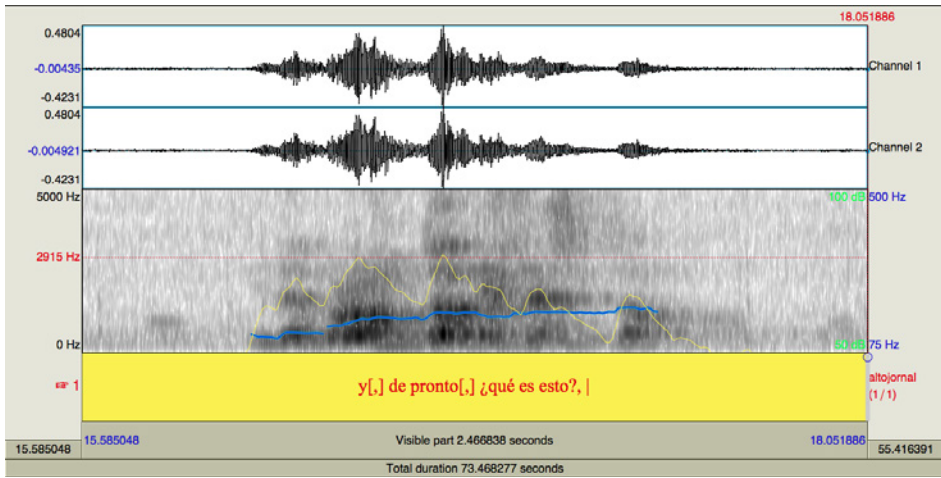 18.051886
0.4804
-0.00435
-0.4231
Channel 1
0.4804
-0.004921
-0.4231
Channel 2
5000 Hz
100 dB
500 Hz
2915 Hz
0 Hz
50 dB
75 Hz
1
y[,] de pronto[,] ¿qué es esto?, |
altojornal
(1 / 1)
15.585048
Visible part 2.466838 seconds
18.051886
15.585048
55.416391
Total duration 73.468277 seconds